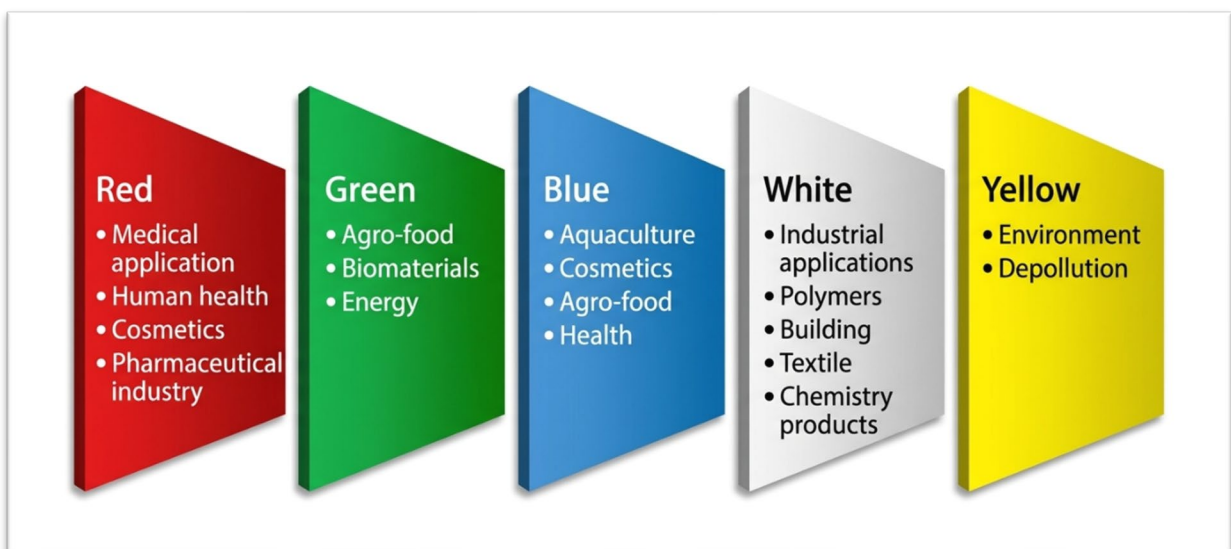 Red
• Medical
application
• Human health
• Cosmetics
• Pharmaceutical
industry
Green
• Agro-food
• Biomaterials
• Energy
Blue
• Aquaculture
• Cosmetics
• Agro-food
• Health
White
• Industrial
applications
• Polymers
• Building
• Textile
• Chemistry
products
Yellow
• Environment
• Depollution